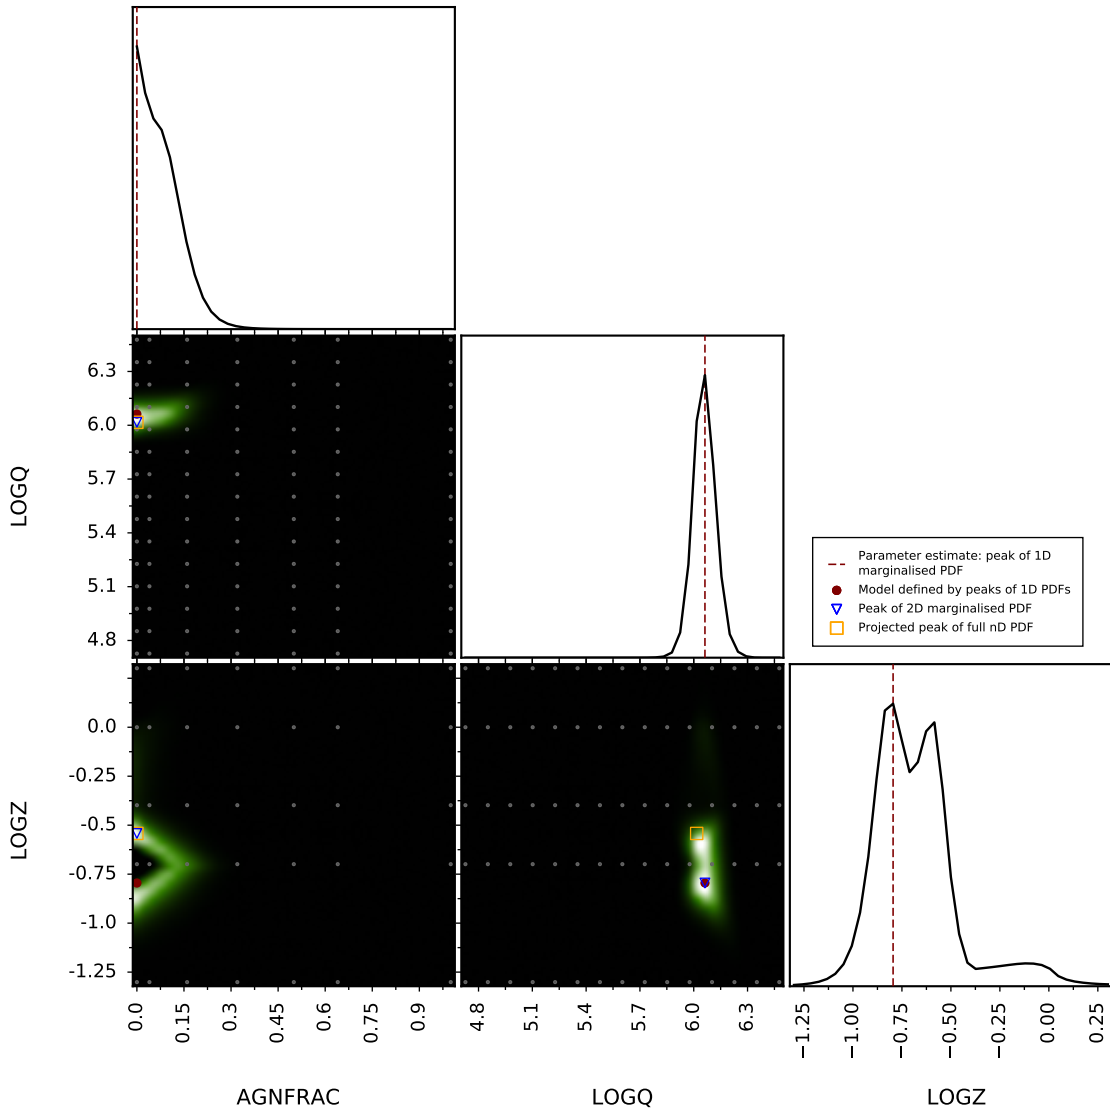 6.3
6.0
5.7
5.4
5.1
4.8
LOGQ
Parameter estimate: peak of 1D
marginalised PDF
Model defined by peaks of 1D PDFs
Peak of 2D marginalised PDF
Projected peak of full nD PDF
0.0
-0.25
-0.5
-0.75
-1.0
-1.25
LOGZ
0.0 0.15 0.3 0.45 0.6 0.75 0.9
4.8 5.1 5.4 5.7 6.0 6.3
−1.25 −1.00 −0.75 −0.50 −0.25 0.00 0.25
AGNFRAC LOGQ LOGZ